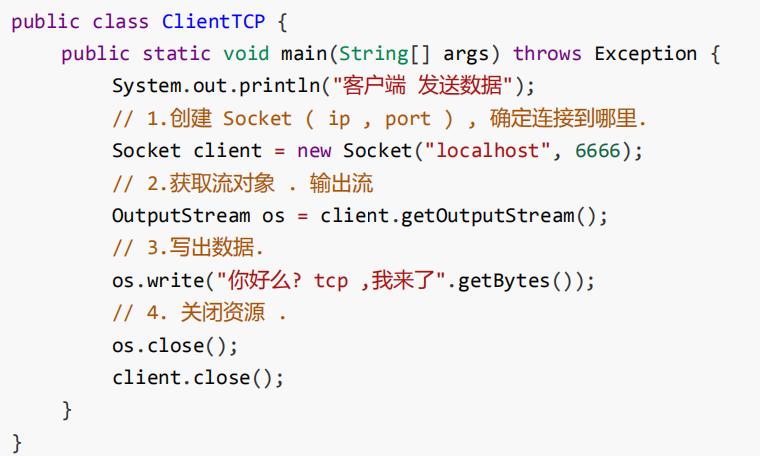 public class ClientTCP {
public static void main(String[] args) throws Exception {
System.out.println("客户端 发送数据");
// 1.创建 Socket ( ip , port ) , 确定连接到哪里.
Socket client = new Socket("localhost", 6666);
// 2.获取流对象 . 输出流
OutputStream os = client.getOutputStream();
// 3.写出数据.
os.write("你好么? tcp ,我来了".getBytes());
// 4. 关闭资源 .
os.close();
client.close();
}
}